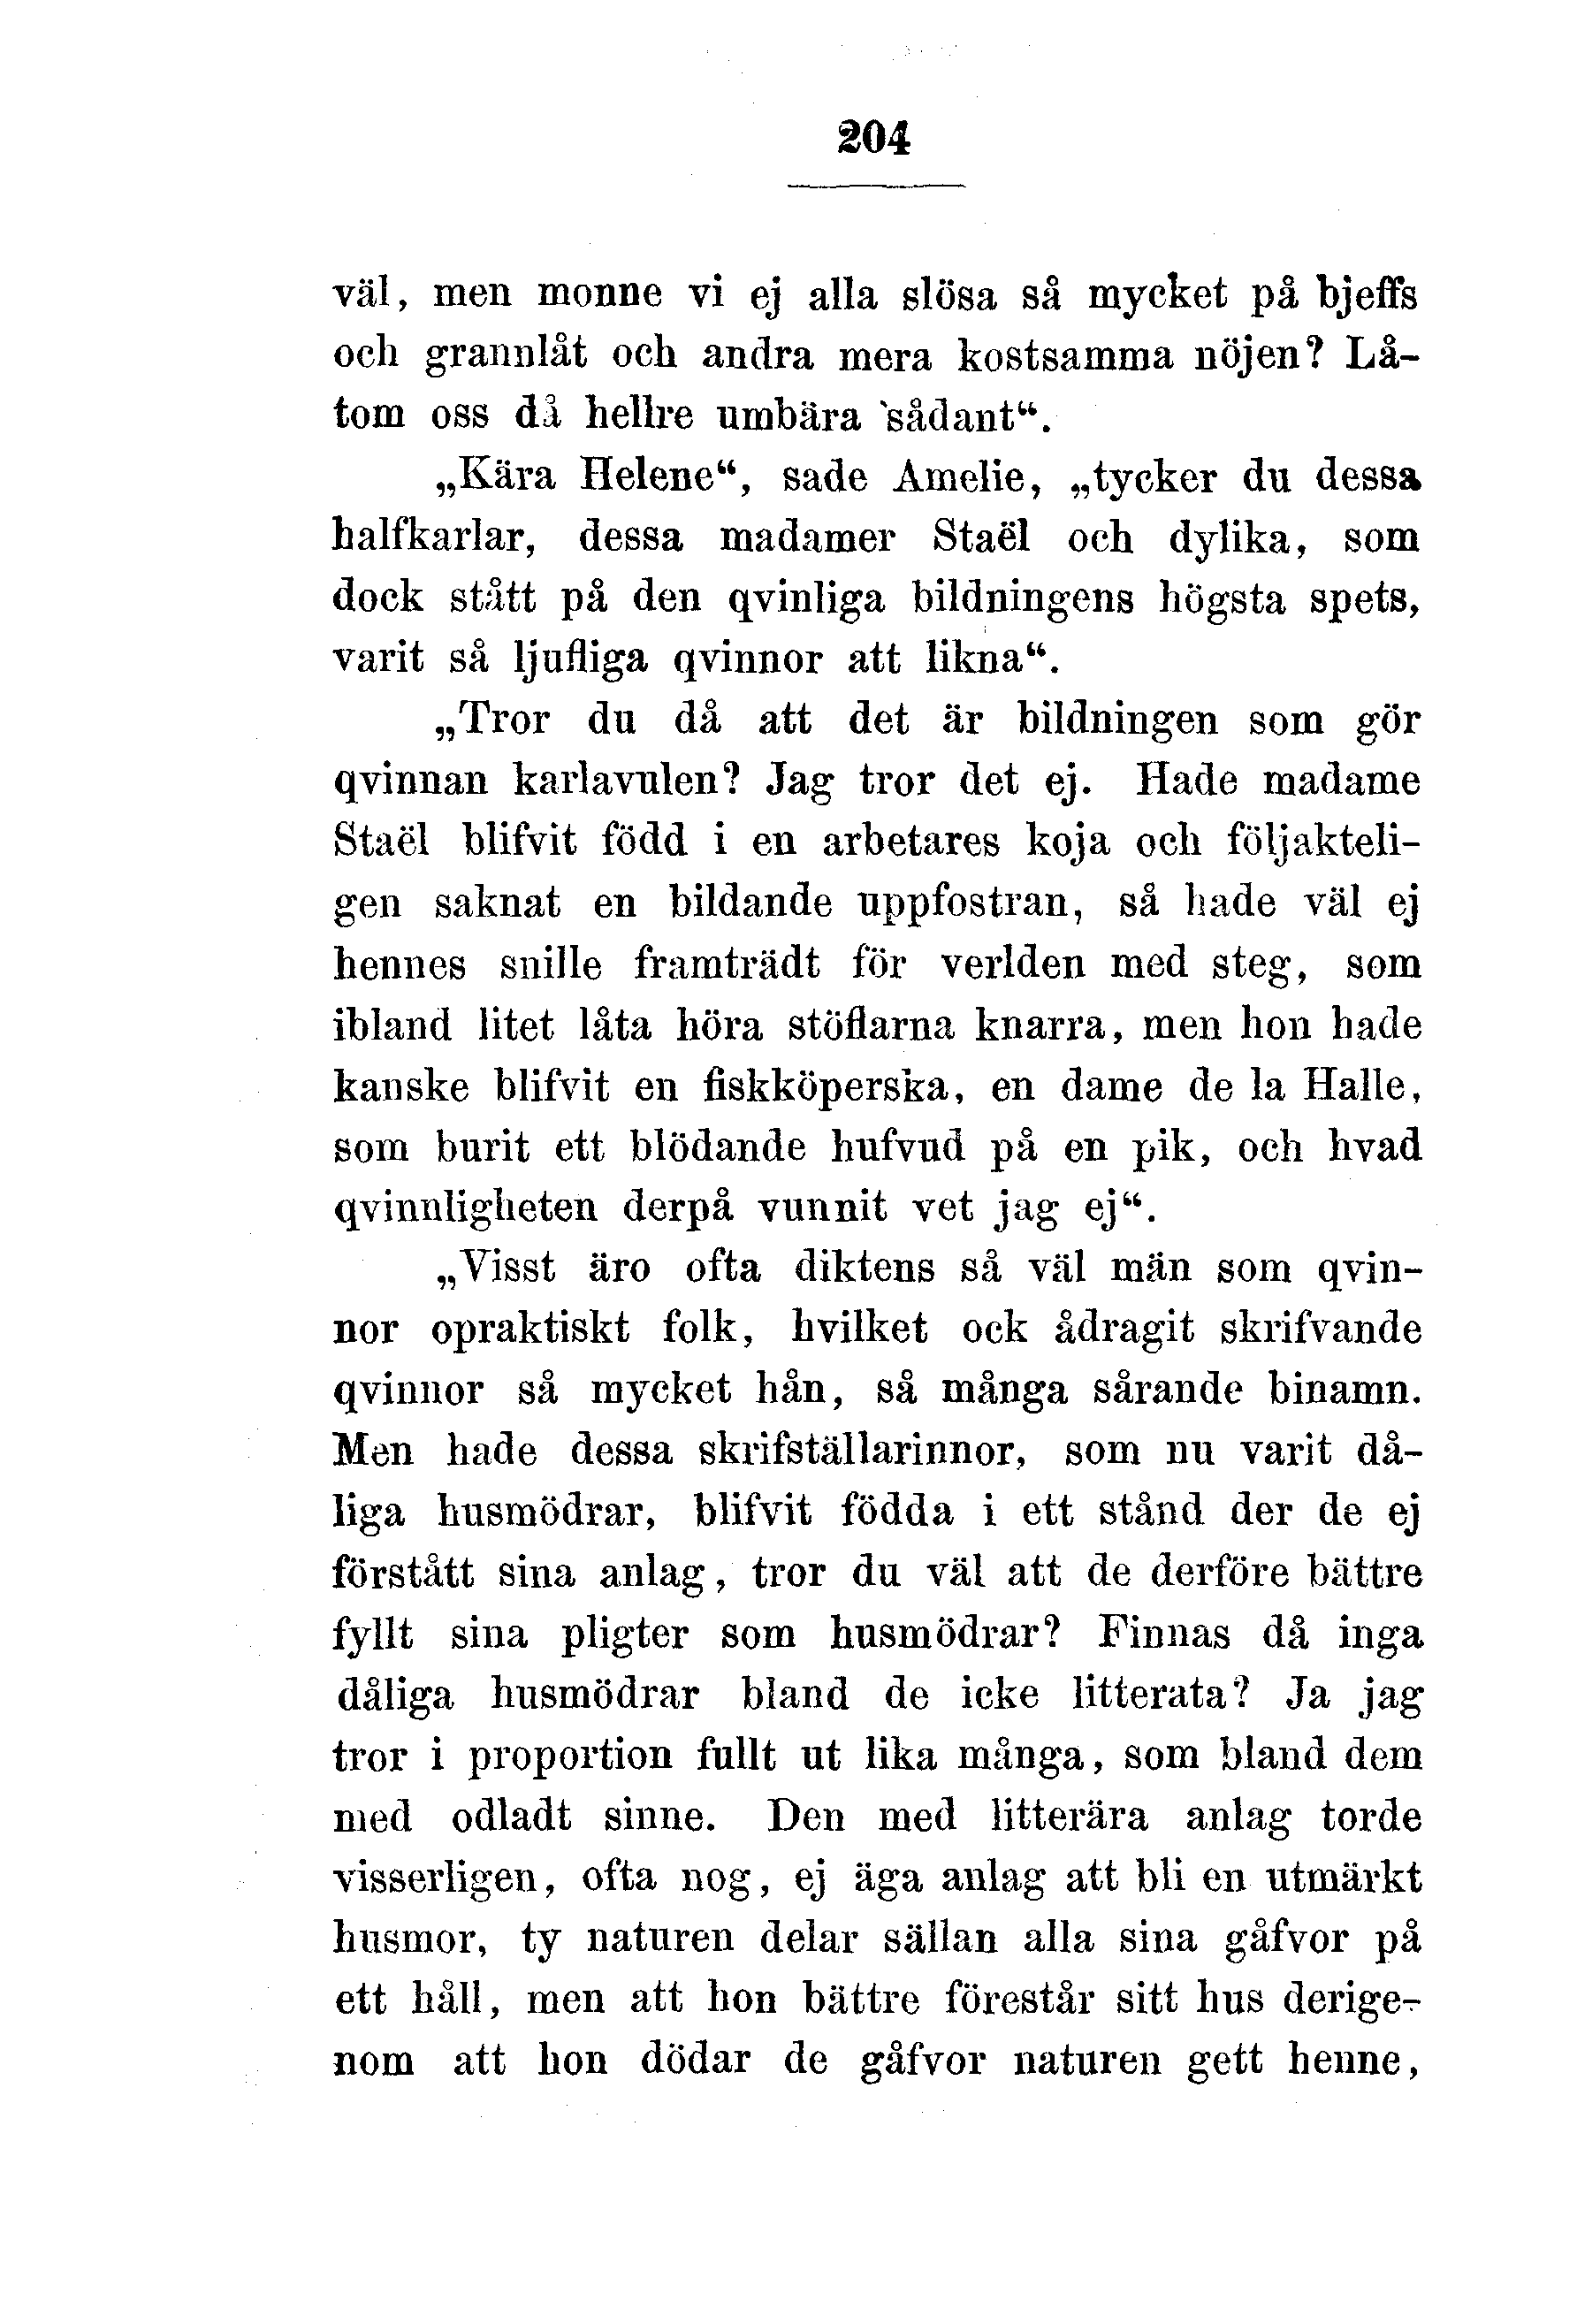 204
väl, men monne vi ej alla slösa så mycket på bjeffs
och grannlåt och andra mera kostsamma nöjen? Lå-
tom oss då hellre umbära sådant“.
„Kära Helene“, sade Amelie, „tycker du dessa
halfkarlar, dessa madamer Staël och dylika, som
dock stått på den qvinliga bildningens högsta spets,
varit så ljufliga qvinnor att likna“.
„Tror du då att det är bildningen som gör
qvinnan karlavulen? Jag tror det ej. Hade madame
Staël blifvit född i en arbetares koja och följakteli-
gen saknat en bildande uppfostran, så hade väl ej
hennes snille framträdt för verlden med steg, som
ibland litet låta höra stöflarna knarra, men hon hade
kanske blifvit en fiskköperska, en dame de la Halle,
som burit ett blödande hufvud på en pik, och hvad
qvinnligheten derpå vunnit vet jag ej“.
„Visst äro ofta diktens så väl män som qvin-
nor opraktiskt folk, hvilket ock ådragit skrifvande
qvinnor så mycket hån, så många sårande binamn.
Men hade dessa skrifställarinnor, som nu varit då-
liga husmödrar, blifvit födda i ett stånd der de ej
förstått sina anlag, tror du väl att de derföre bättre
fyllt sina pligter som husmödrar? Finnas då inga
dåliga husmödrar bland de icke litterata? Ja jag
tror i proportion fullt ut lika många, som bland dem
med odladt sinne. Den med litterära anlag torde
visserligen, ofta nog, ej äga anlag att bli en utmärkt
husmor, ty naturen delar sällan alla sina gåfvor på
ett håll, men att hon bättre förestår sitt hus derige-
nom att hon dödar de gåfvor naturen gett henne,